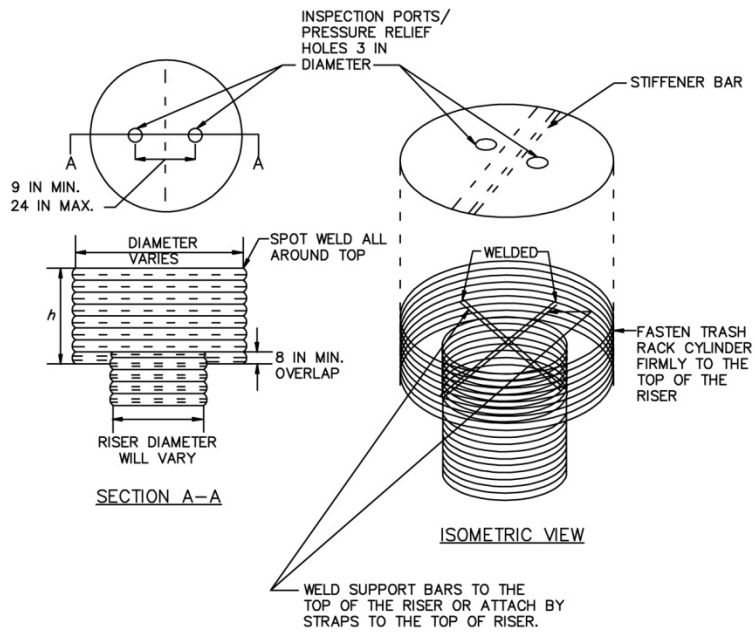 INSPECTION PORTS/
PRESSURE RELIEF
HOLES 3 IN
DIAMETER
STIFFENER BAR
A
A
9 IN MIN.
24 IN MAX.
DIAMETER
VARIES
SPOT WELD ALL
AROUND TOP
h
8 IN MIN.
OVERLAP
RISER DIAMETER
WILL VARY
SECTION A-A
WELDED
FASTEN TRASH
RACK CYLINDER
FIRMLY TO THE
TOP OF THE
RISER
ISOMETRIC VIEW
WELD SUPPORT BARS TO THE
TOP OF THE RISER OR ATTACH BY
STRAPS TO THE TOP OF RISER.